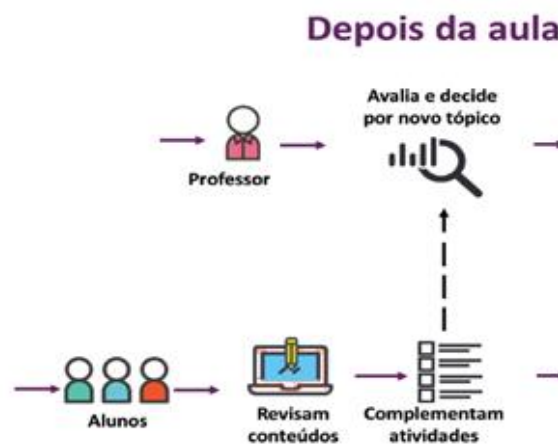 Depois da aula
Avalia e decide
por novo tópico
Professor
Alunos
Revisam
conteúdos
Complementam
atividades